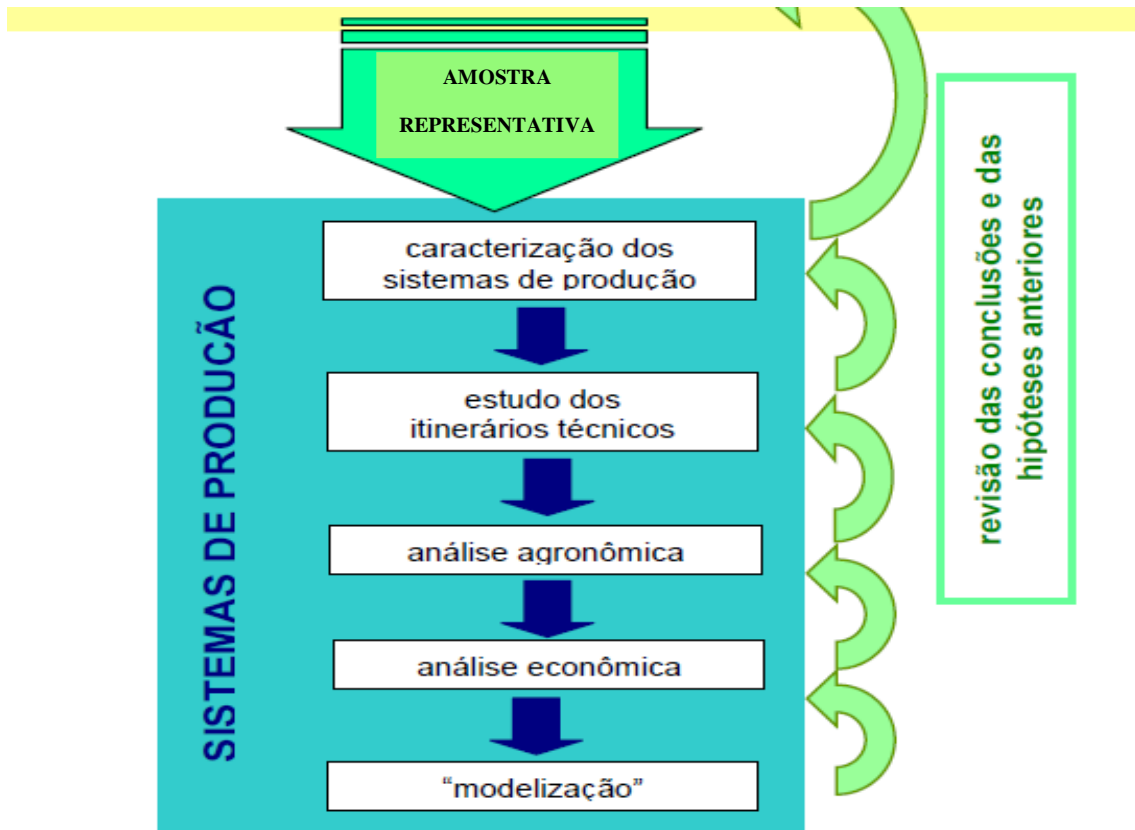 AMOSTRA
REPRESENTATIVA
SISTEMAS DE PRODUCÃO
caracterização dos
sistemas de produção
estudo dos
itinerários técnicos
análise agronômica
análise econômica
“modelização”
revisão das conclusões e das
hipóteses anteriores